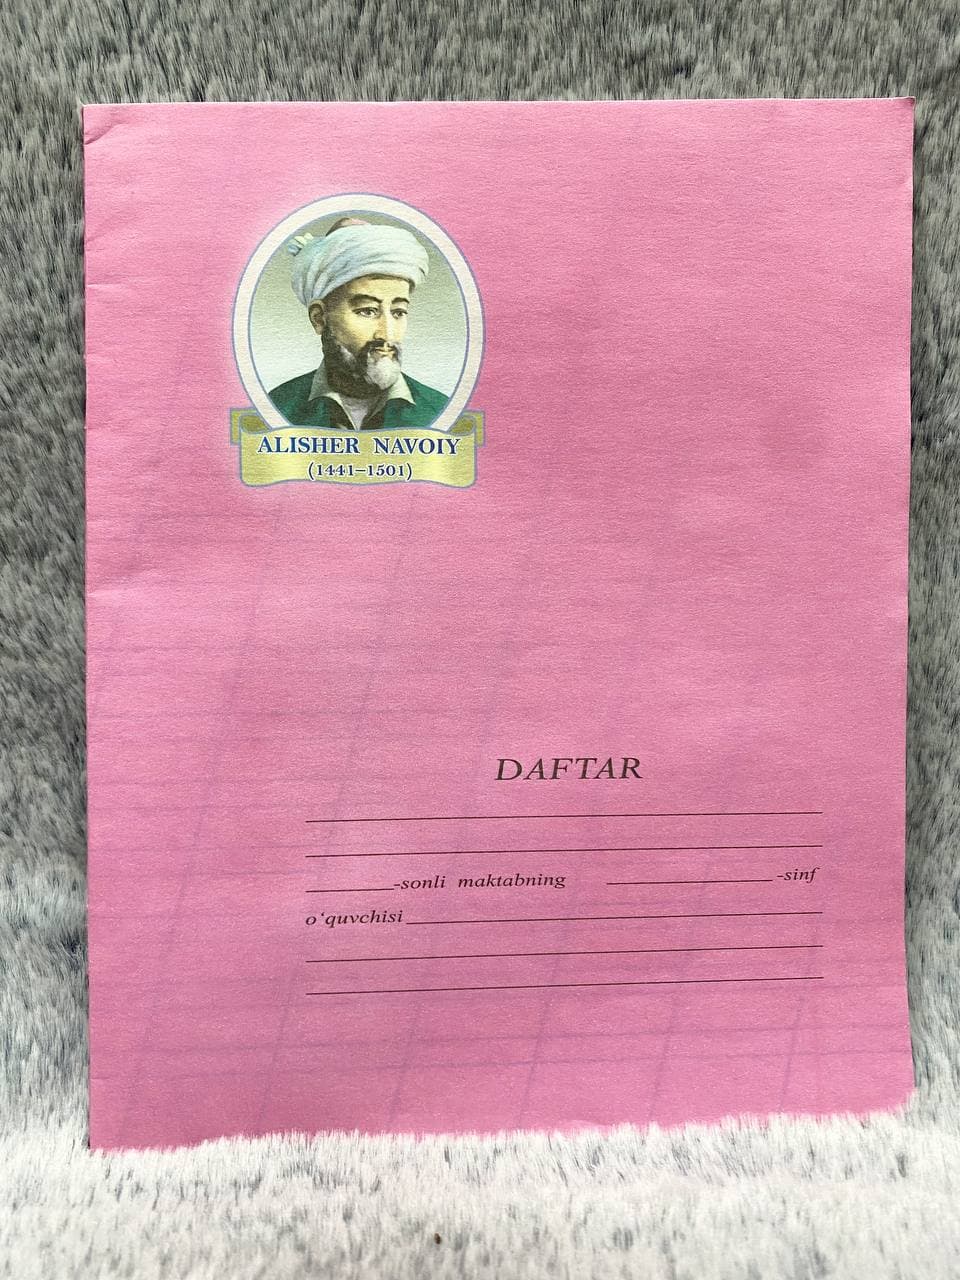 ALISHER NAVOIY
(1441–1501)
DAFTAR
-sonli maktabning -sinf
o‘quvchisi